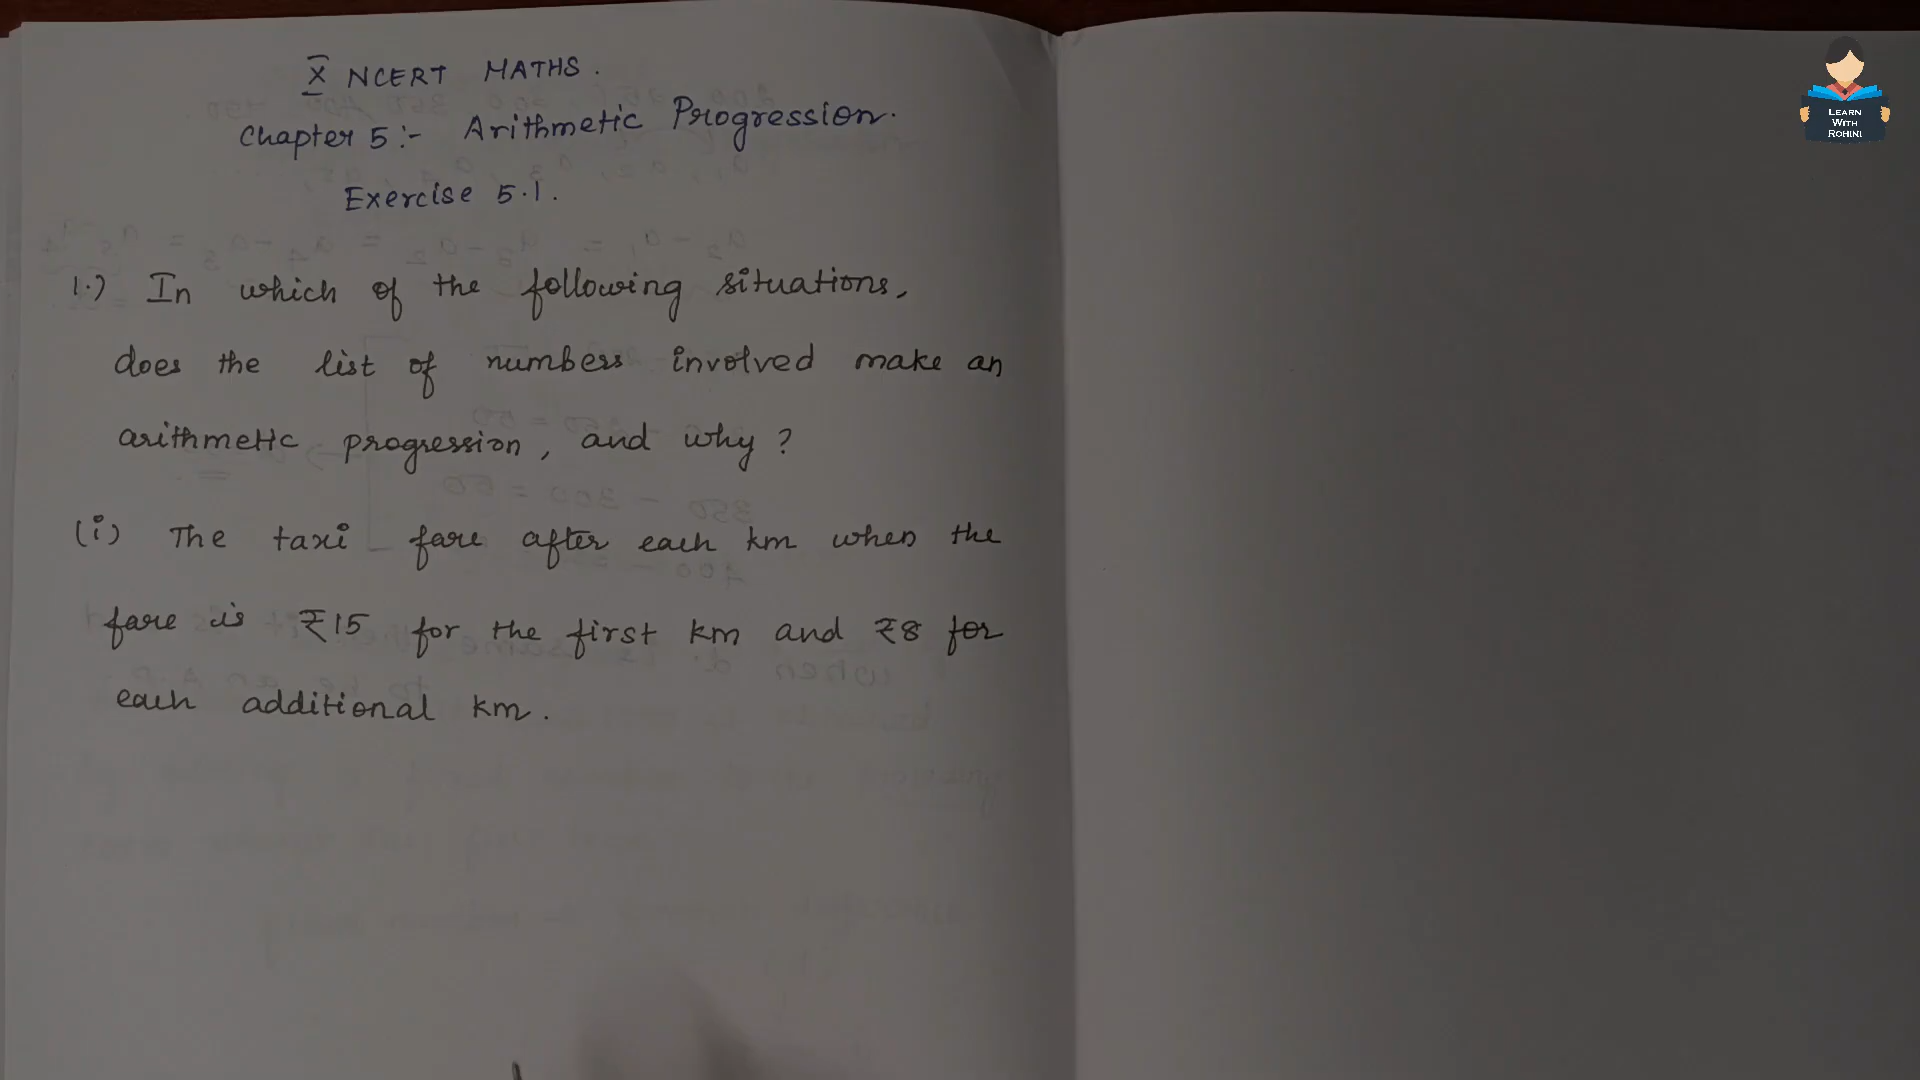 X NCERT MATHS.
Chapter 5:- Arithmetic Progression.
Exercise 5.1.
1.) In which of the following situations,
does the list of numbers involved make an
arithmetic progression, and why?
(i) The taxi fare after each km when the
fare is ₹15 for the first km and ₹8 for
each additional km.
LEARN
WITH
ROHINI